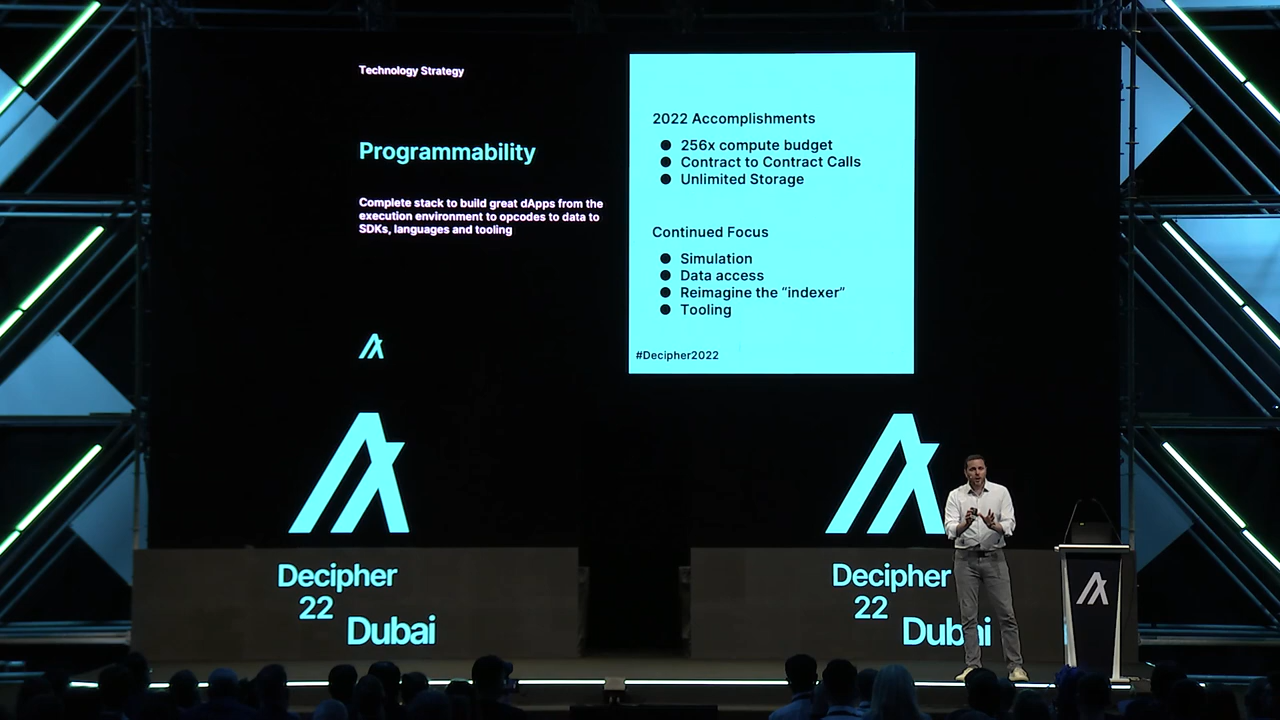 Technology Strategy
Programmability
Complete stack to build great dApps from the
execution environment to opcodes to data to
SDKs, languages and tooling
2022 Accomplishments
● 256x compute budget
● Contract to Contract Calls
● Unlimited Storage
Continued Focus
● Simulation
● Data access
● Reimagine the “indexer”
● Tooling
#Decipher2022
Decipher
22
Dubai
Decipher
22
Dubai